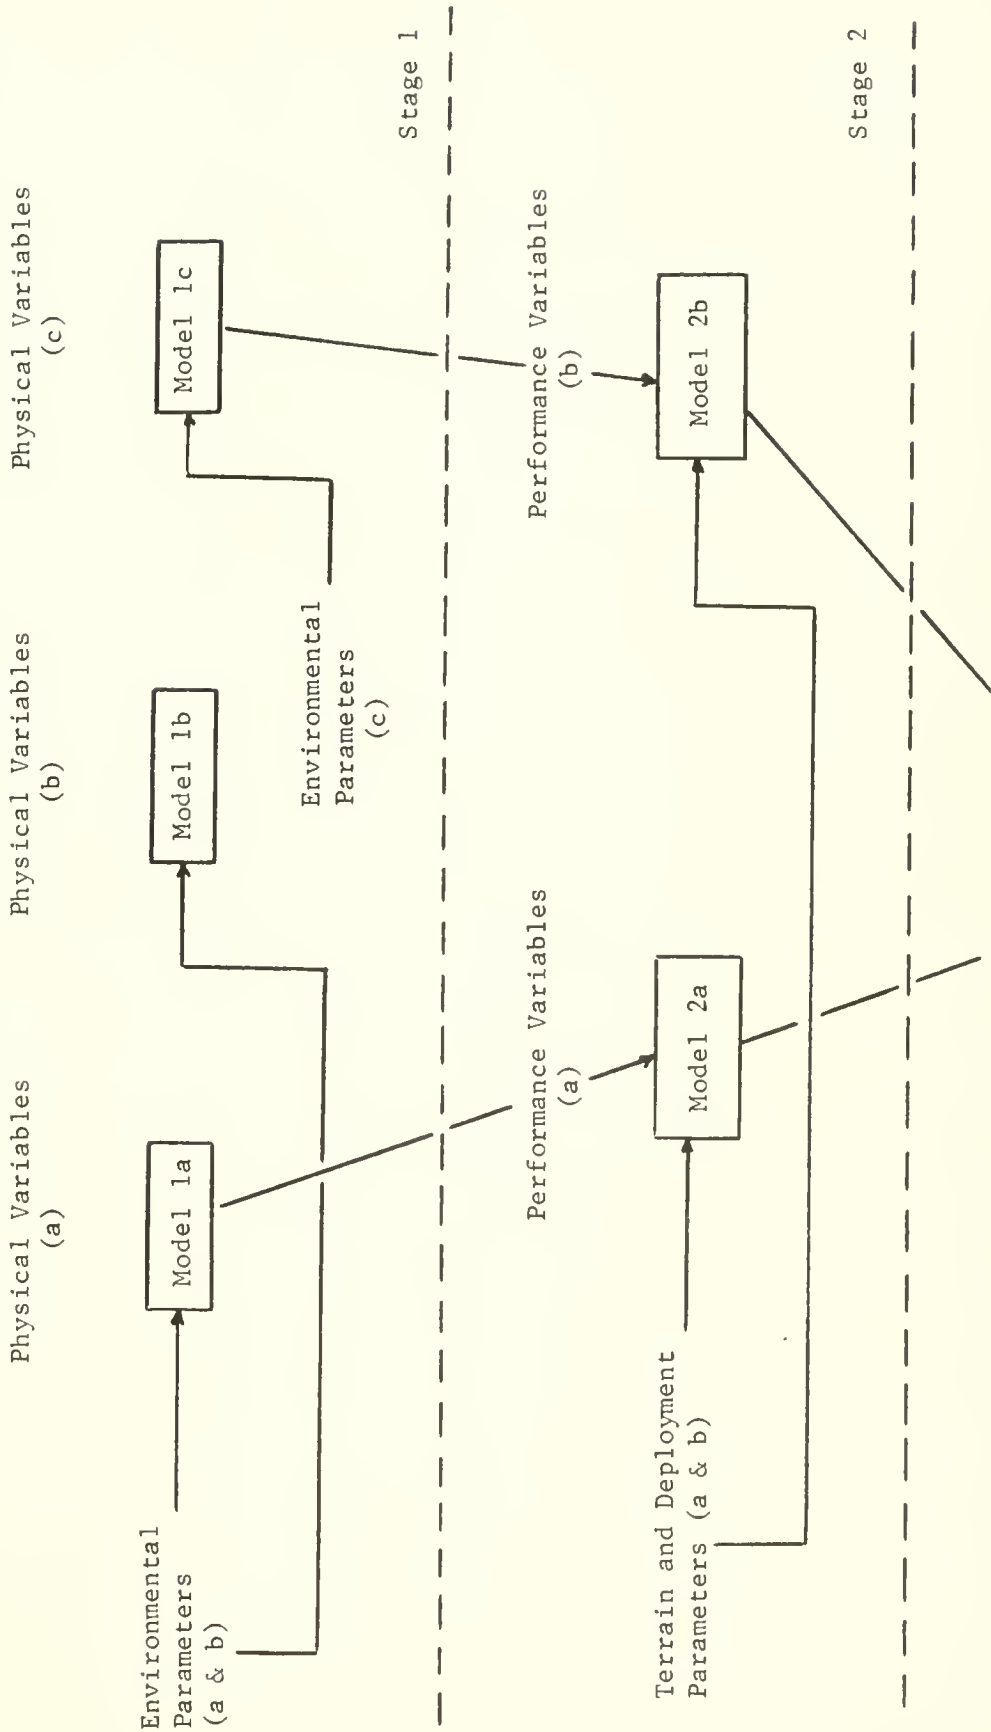 Physical Variables
(a)
Physical Variables
(b)
Physical Variables
(c)
Environmental
Parameters
(a & b)
Model 1a
Model 1b
Model 1c
Environmental
Parameters
(c)
Stage 1
Performance Variables
(a)
Performance Variables
(b)
Terrain and Deployment
Parameters (a & b)
Model 2a
Model 2b
Stage 2